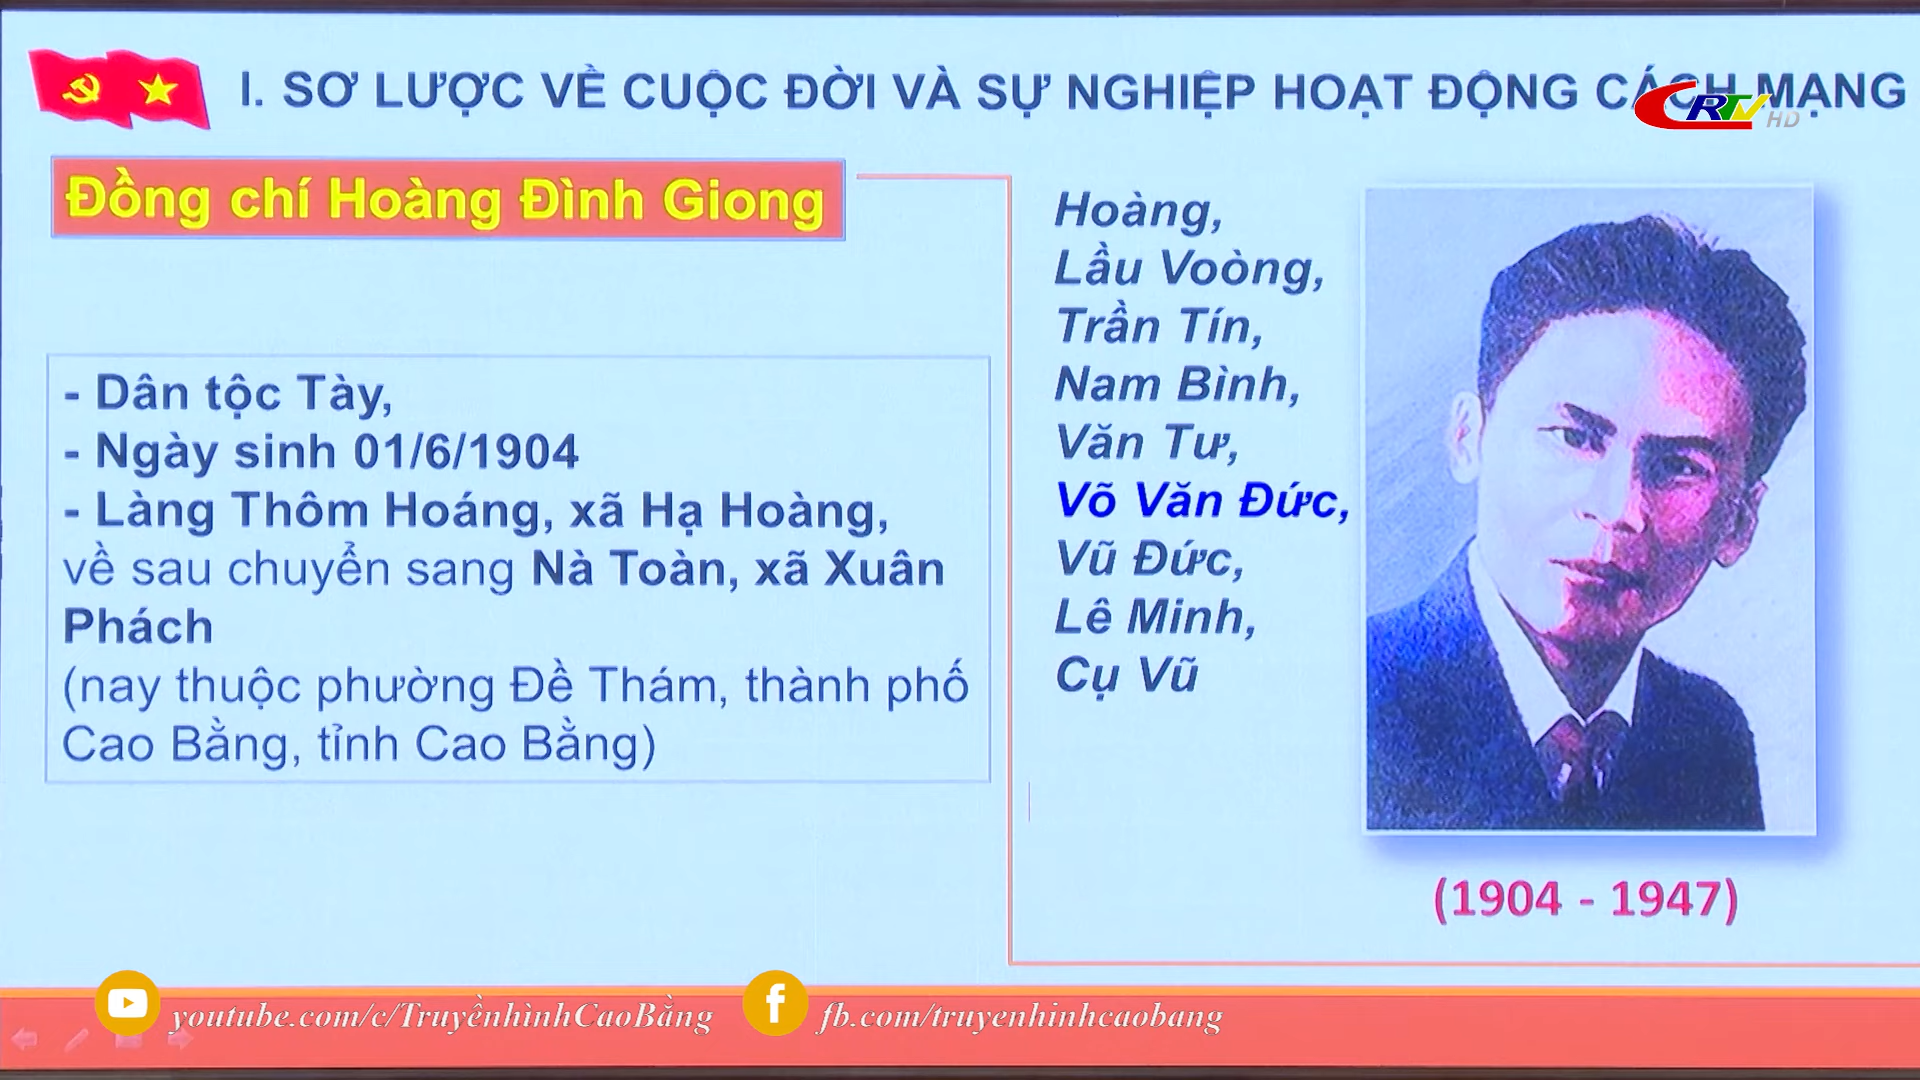 I. SƠ LƯỢC VỀ CUỘC ĐỜI VÀ SỰ NGHIỆP HOẠT ĐỘNG CÁCH MẠNG
CRTV HD
Đồng chí Hoàng Đình Giong
- Dân tộc Tày,
- Ngày sinh 01/6/1904
- Làng Thôm Hoáng, xã Hạ Hoàng,
về sau chuyển sang Nà Toàn, xã Xuân
Phách
(nay thuộc phường Đề Thám, thành phố
Cao Bằng, tỉnh Cao Bằng)
Hoàng,
Lầu Voòng,
Trần Tín,
Nam Bình,
Văn Tư,
Võ Văn Đức,
Vũ Đức,
Lê Minh,
Cụ Vũ
(1904 - 1947)
youtube.com/c/TruyềnhìnhCaoBằng
fb.com/truyenhinhcaobang